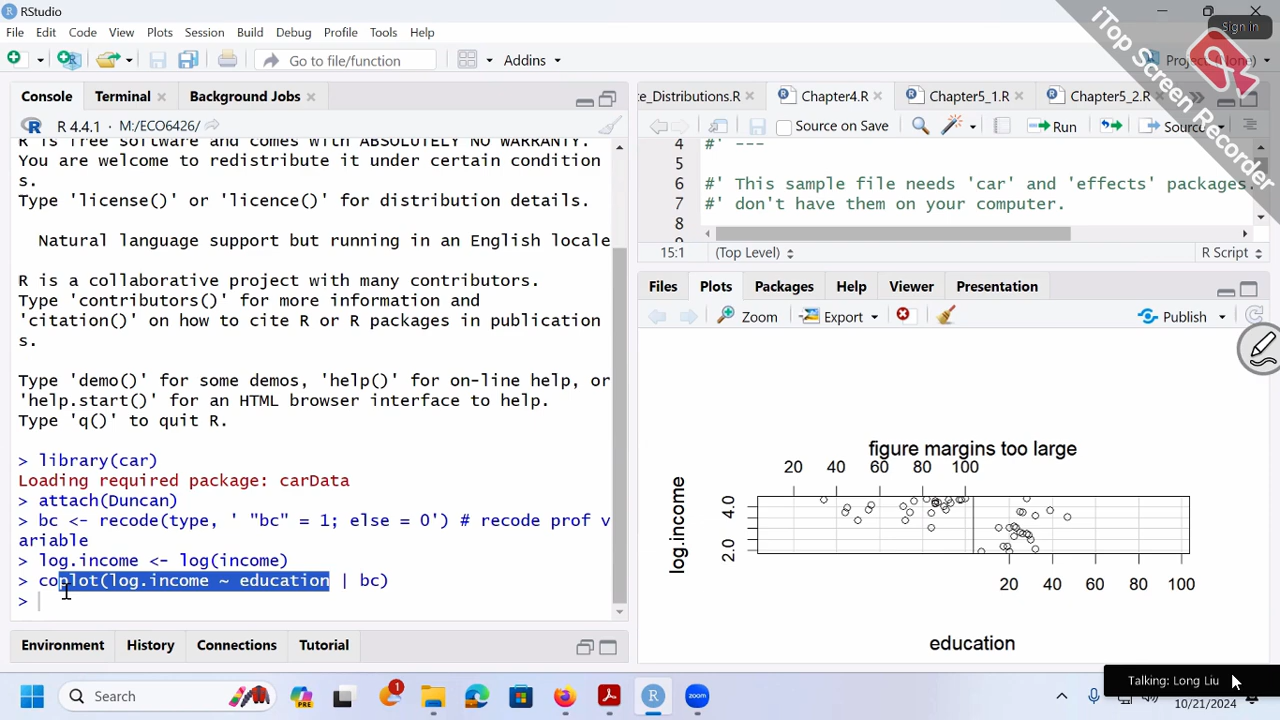 RStudio
File Edit Code View Plots Session Build Debug Profile Tools Help
Sign in
Go to file/function
Addins
Project: (None)
iTop Screen Recorder
Console Terminal Background Jobs
R 4.4.1 · M:/ECO6426/
R is free software and comes with ABSOLUTELY NO WARRANTY.
You are welcome to redistribute it under certain condition
s.
Type 'license()' or 'licence()' for distribution details.
Natural language support but running in an English locale
R is a collaborative project with many contributors.
Type 'contributors()' for more information and
'citation()' on how to cite R or R packages in publication
s.
Type 'demo()' for some demos, 'help()' for on-line help, or
'help.start()' for an HTML browser interface to help.
Type 'q()' to quit R.
> library(car)
Loading required package: carData
> attach(Duncan)
> bc <- recode(type, ' "bc" = 1; else = 0') # recode prof v
ariable
> log.income <- log(income)
> coplot(log.income ~ education | bc)
>
Environment History Connections Tutorial
e_Distributions.R Chapter4.R Chapter5_1.R Chapter5_2.R
Source on Save Run Source
4 #' ---
5
6 #' This sample file needs 'car' and 'effects' packages.
7 #' don't have them on your computer.
8
15:1 (Top Level) R Script
Files Plots Packages Help Viewer Presentation
Zoom Export Publish
figure margins too large
20 40 60 80 100
log.income
4.0
2.0
20 40 60 80 100
education
Talking: Long Liu
Search
PRE
1
10/21/2024